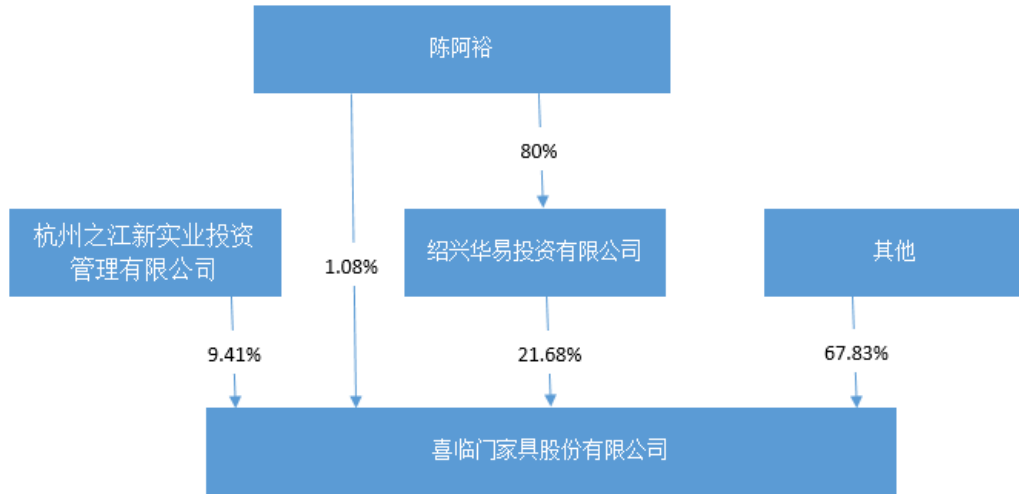 陈阿裕
80%
杭州之江新实业投资
管理有限公司
1.08%
绍兴华易投资有限公司
其他
9.41%
21.68%
67.83%
喜临门家具股份有限公司